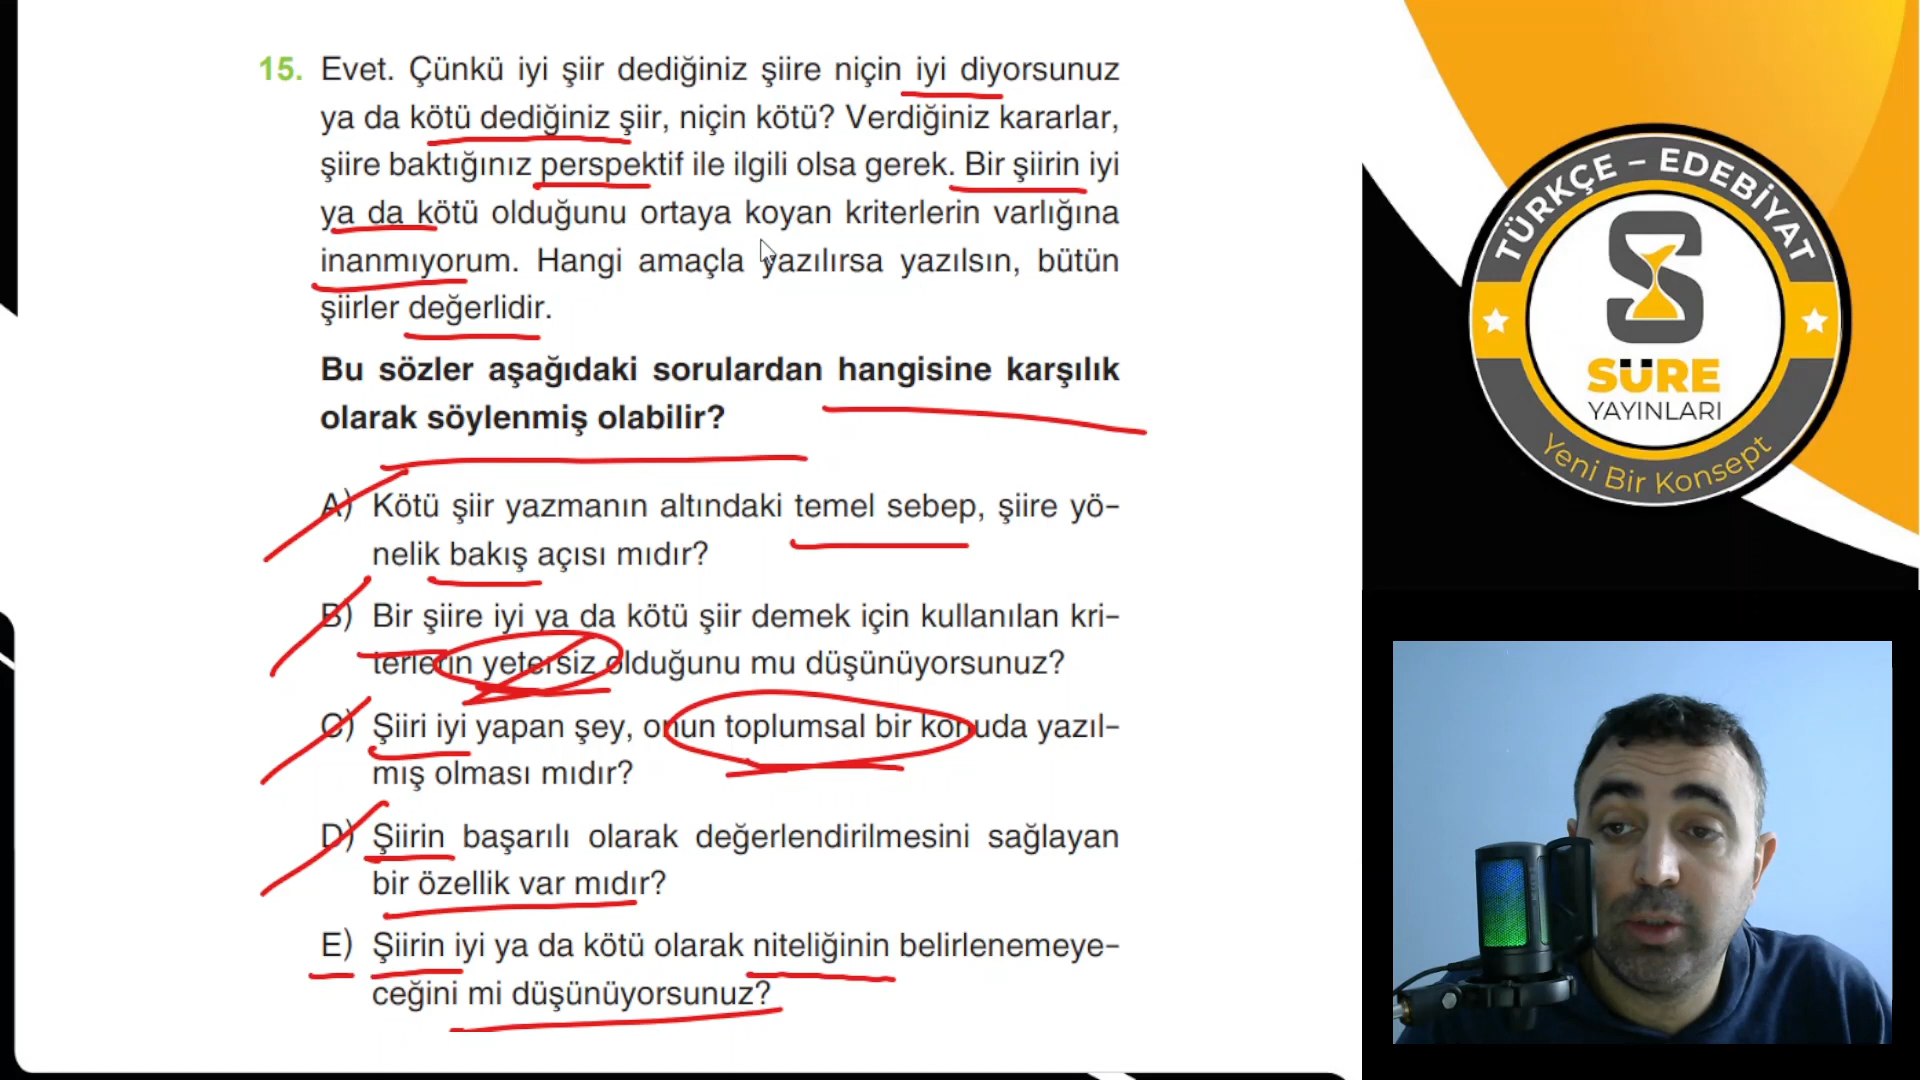 15. Evet. Çünkü iyi şiir dediğiniz şiire niçin iyi diyorsunuz
ya da kötü dediğiniz şiir, niçin kötü? Verdiğiniz kararlar,
şiire baktığınız perspektif ile ilgili olsa gerek. Bir şiirin iyi
ya da kötü olduğunu ortaya koyan kriterlerin varlığına
inanmıyorum. Hangi amaçla yazılırsa yazılsın, bütün
şiirler değerlidir.
Bu sözler aşağıdaki sorulardan hangisine karşılık
olarak söylenmiş olabilir?
A) Kötü şiir yazmanın altındaki temel sebep, şiire yö-
nelik bakış açısı mıdır?
B) Bir şiire iyi ya da kötü şiir demek için kullanılan kri-
terlerin yetersiz olduğunu mu düşünüyorsunuz?
C) Şiiri iyi yapan şey, onun toplumsal bir konuda yazıl-
mış olması mıdır?
D) Şiirin başarılı olarak değerlendirilmesini sağlayan
bir özellik var mıdır?
E) Şiirin iyi ya da kötü olarak niteliğinin belirlenemeye-
ceğini mi düşünüyorsunuz?
TÜRKÇE – EDEBİYAT
SÜRE
YAYINLARI
Yeni Bir Konsept